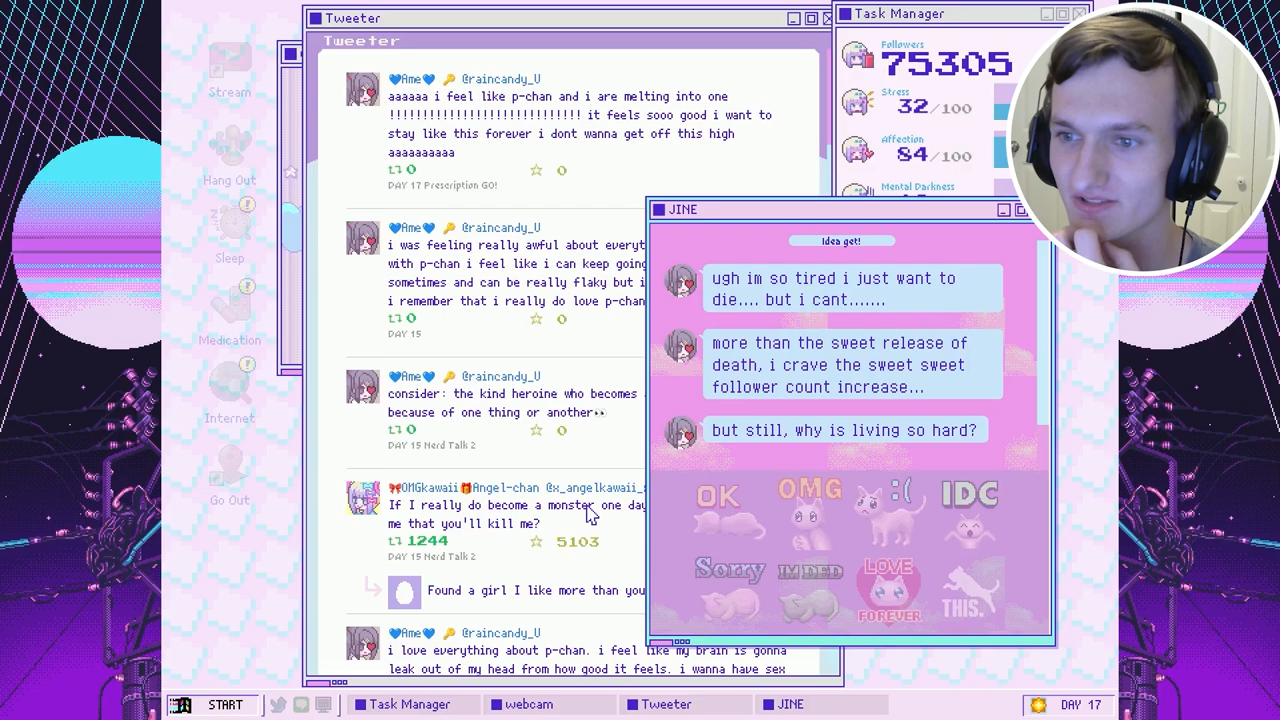 Tweeter
Tweeter
💙Ame💙 🔑 @raincandy_U
aaaaaa i feel like p-chan and i are melting into one
!!!!!!!!!!!!!!!!!!!!!!!!!!!! it feels sooo good i want to
stay like this forever i dont wanna get off this high
aaaaaaaaaa
0 ☆ 0
DAY 17 Prescription GO!
💙Ame💙 🔑 @raincandy_U
i was feeling really awful about everyt
with p-chan i feel like i can keep going
sometimes and can be really flaky but i
i remember that i really do love p-chan
0 ☆ 0
DAY 15
💙Ame💙 🔑 @raincandy_U
consider: the kind heroine who becomes
because of one thing or another👀
0 ☆ 0
DAY 15 Nerd Talk 2
🎀OMGkawaii🎁Angel-chan @x_angelkawaii_
If I really do become a monster one day
me that you'll kill me?
1244 ☆ 5103
DAY 15 Nerd Talk 2
Found a girl I like more than you
💙Ame💙 🔑 @raincandy_U
i love everything about p-chan. i feel like my brain is gonna
leak out of my head from how good it feels. i wanna have sex
Task Manager
Followers
75305
Stress
32/100
Affection
84/100
Mental Darkness
JINE
Idea get!
ugh im so tired i just want to
die.... but i cant.......
more than the sweet release of
death, i crave the sweet sweet
follower count increase...
but still, why is living so hard?
OK
OMG
:(
IDC
Sorry
IM DED
LOVE
FOREVER
THIS.
Stream
Hang Out
Sleep
Medication
Internet
Go Out
START
Task Manager
webcam
Tweeter
JINE
DAY 17